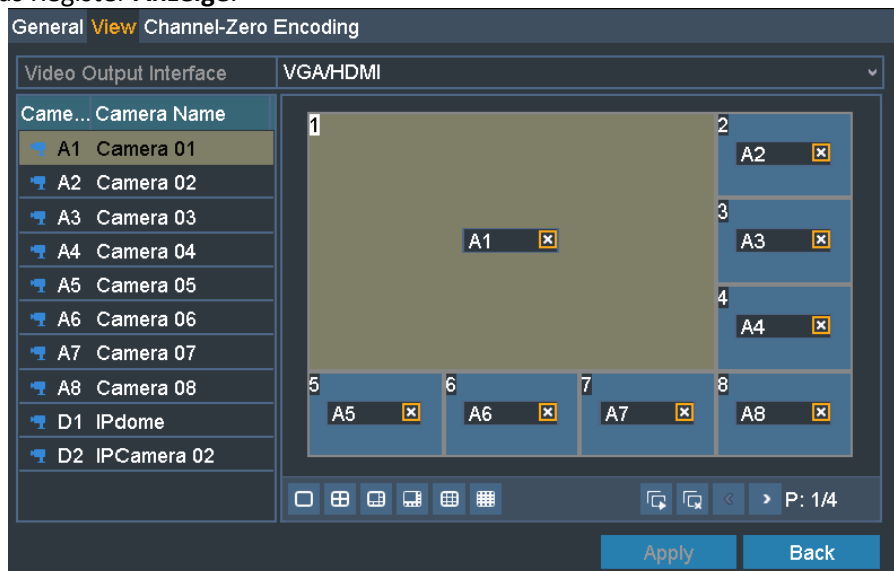 Register Anzeige.
General View Channel-Zero Encoding
Video Output Interface VGA/HDMI
Came... Camera Name
A1 Camera 01
A2 Camera 02
A3 Camera 03
A4 Camera 04
A5 Camera 05
A6 Camera 06
A7 Camera 07
A8 Camera 08
D1 IPdome
D2 IPCamera 02
1
A1
2
A2
3
A3
4
A4
5
A5
6
A6
7
A7
8
A8
P: 1/4
Apply Back